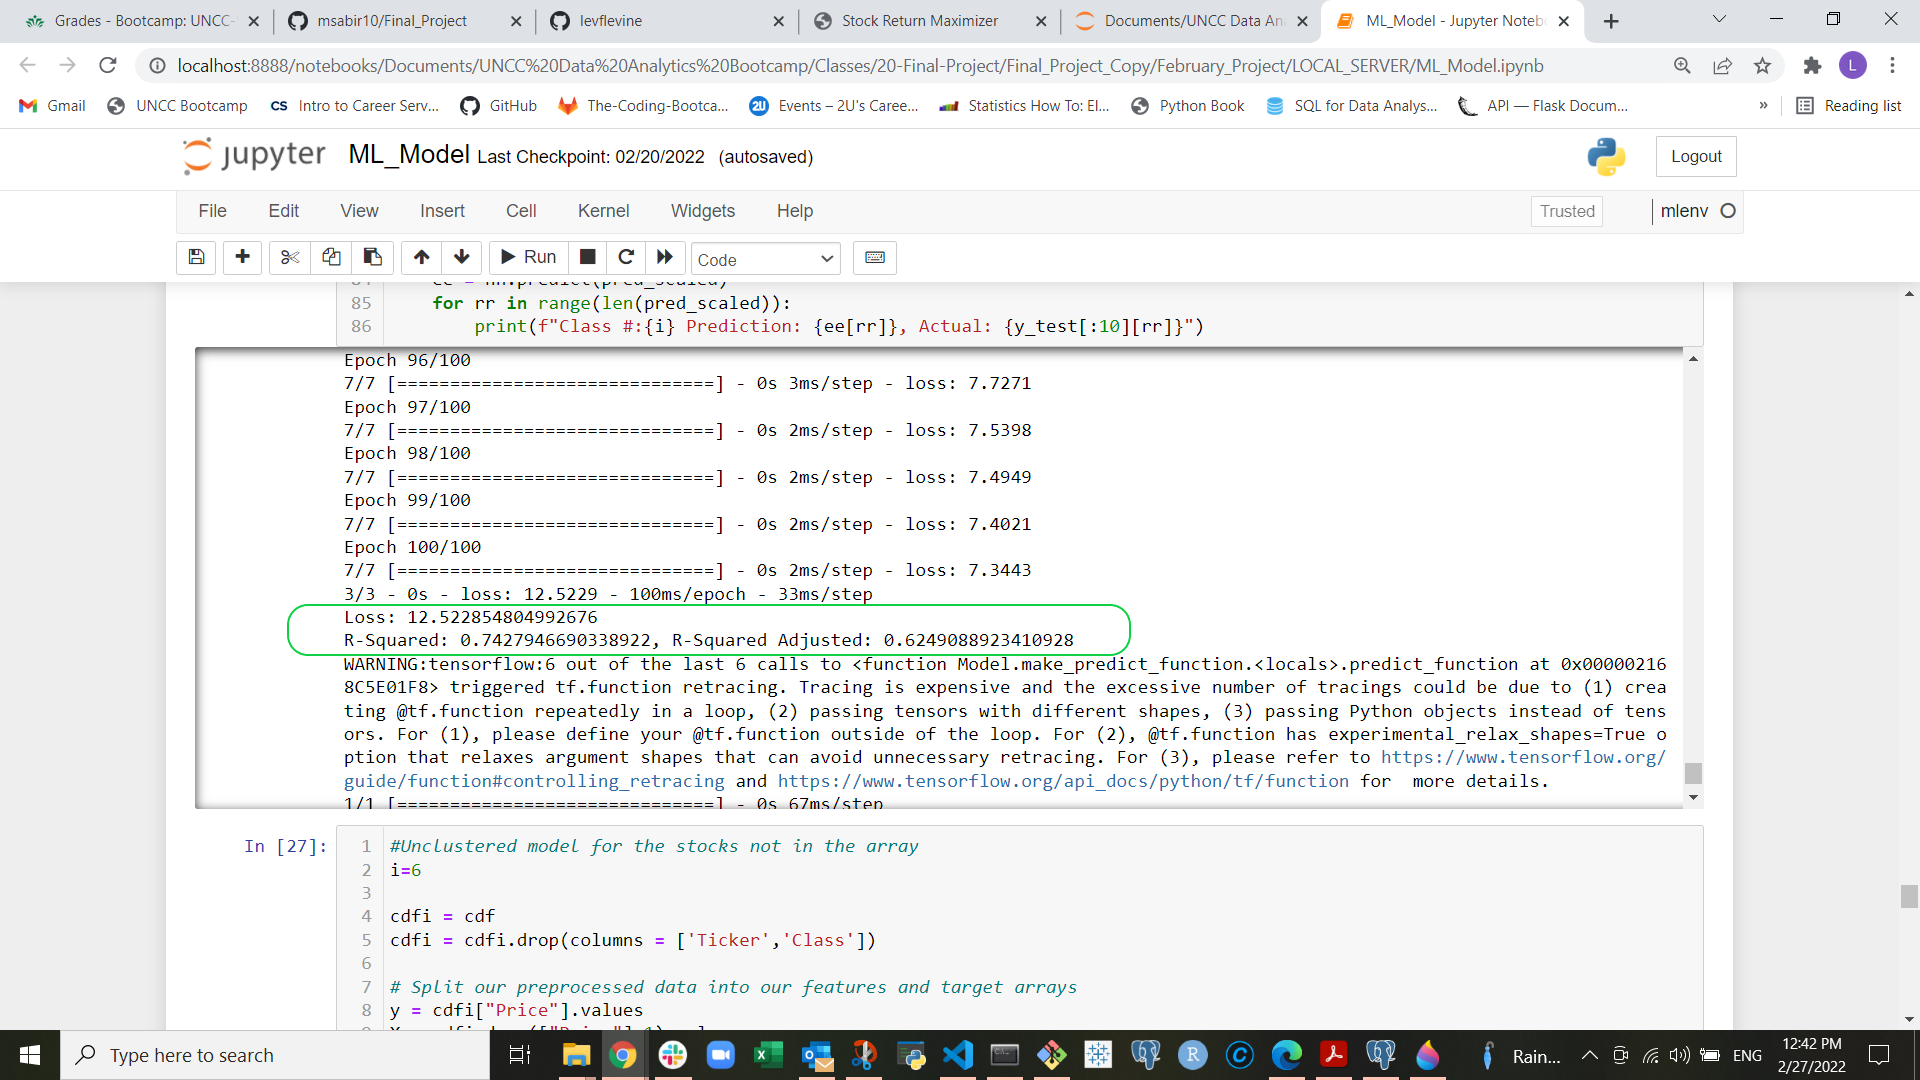 Grades - Bootcamp: UNCC-
msabir10/Final_Project
levflevine
Stock Return Maximizer
Documents/UNCC Data An
ML_Model - Jupyter Noteb
localhost:8888/notebooks/Documents/UNCC%20Data%20Analytics%20Bootcamp/Classes/20-Final-Project/Final_Project_Copy/February_Project/LOCAL_SERVER/ML_Model.ipynb
L
Gmail
UNCC Bootcamp
CS Intro to Career Serv...
GitHub
The-Coding-Bootca...
2U Events – 2U's Caree...
Statistics How To: El...
Python Book
SQL for Data Analys...
API — Flask Docum...
»
Reading list
jupyter ML_Model Last Checkpoint: 02/20/2022 (autosaved)
Logout
File Edit View Insert Cell Kernel Widgets Help
Trusted
mlenv
Run
Code
84 ee = nn.predict(pred_scaled)
85 for rr in range(len(pred_scaled)):
86 print(f"Class #:{i} Prediction: {ee[rr]}, Actual: {y_test[:10][rr]}")
Epoch 96/100
7/7 [==============================] - 0s 3ms/step - loss: 7.7271
Epoch 97/100
7/7 [==============================] - 0s 2ms/step - loss: 7.5398
Epoch 98/100
7/7 [==============================] - 0s 2ms/step - loss: 7.4949
Epoch 99/100
7/7 [==============================] - 0s 2ms/step - loss: 7.4021
Epoch 100/100
7/7 [==============================] - 0s 2ms/step - loss: 7.3443
3/3 - 0s - loss: 12.5229 - 100ms/epoch - 33ms/step
Loss: 12.522854804992676
R-Squared: 0.7427946690338922, R-Squared Adjusted: 0.6249088923410928
WARNING:tensorflow:6 out of the last 6 calls to <function Model.make_predict_function.<locals>.predict_function at 0x00000216
8C5E01F8> triggered tf.function retracing. Tracing is expensive and the excessive number of tracings could be due to (1) crea
ting @tf.function repeatedly in a loop, (2) passing tensors with different shapes, (3) passing Python objects instead of tens
ors. For (1), please define your @tf.function outside of the loop. For (2), @tf.function has experimental_relax_shapes=True o
ption that relaxes argument shapes that can avoid unnecessary retracing. For (3), please refer to https://www.tensorflow.org/
guide/function#controlling_retracing and https://www.tensorflow.org/api_docs/python/tf/function for  more details.
1/1 [==============================] - 0s 67ms/step
In [27]:
1 #Unclustered model for the stocks not in the array
2 i=6
3
4 cdfi = cdf
5 cdfi = cdfi.drop(columns = ['Ticker','Class'])
6
7 # Split our preprocessed data into our features and target arrays
8 y = cdfi["Price"].values
Type here to search
Rain...
ENG
12:42 PM
2/27/2022